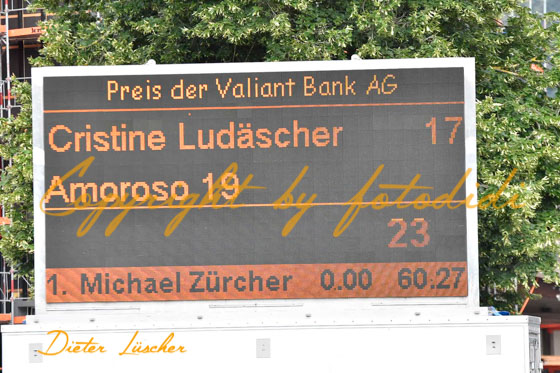 Preis der Valiant Bank AG
Cristine Ludäscher 17
Amoroso 19
Copyright by fotodidi
23
1. Michael Zürcher 0.00 60.27
Dieter Lüscher